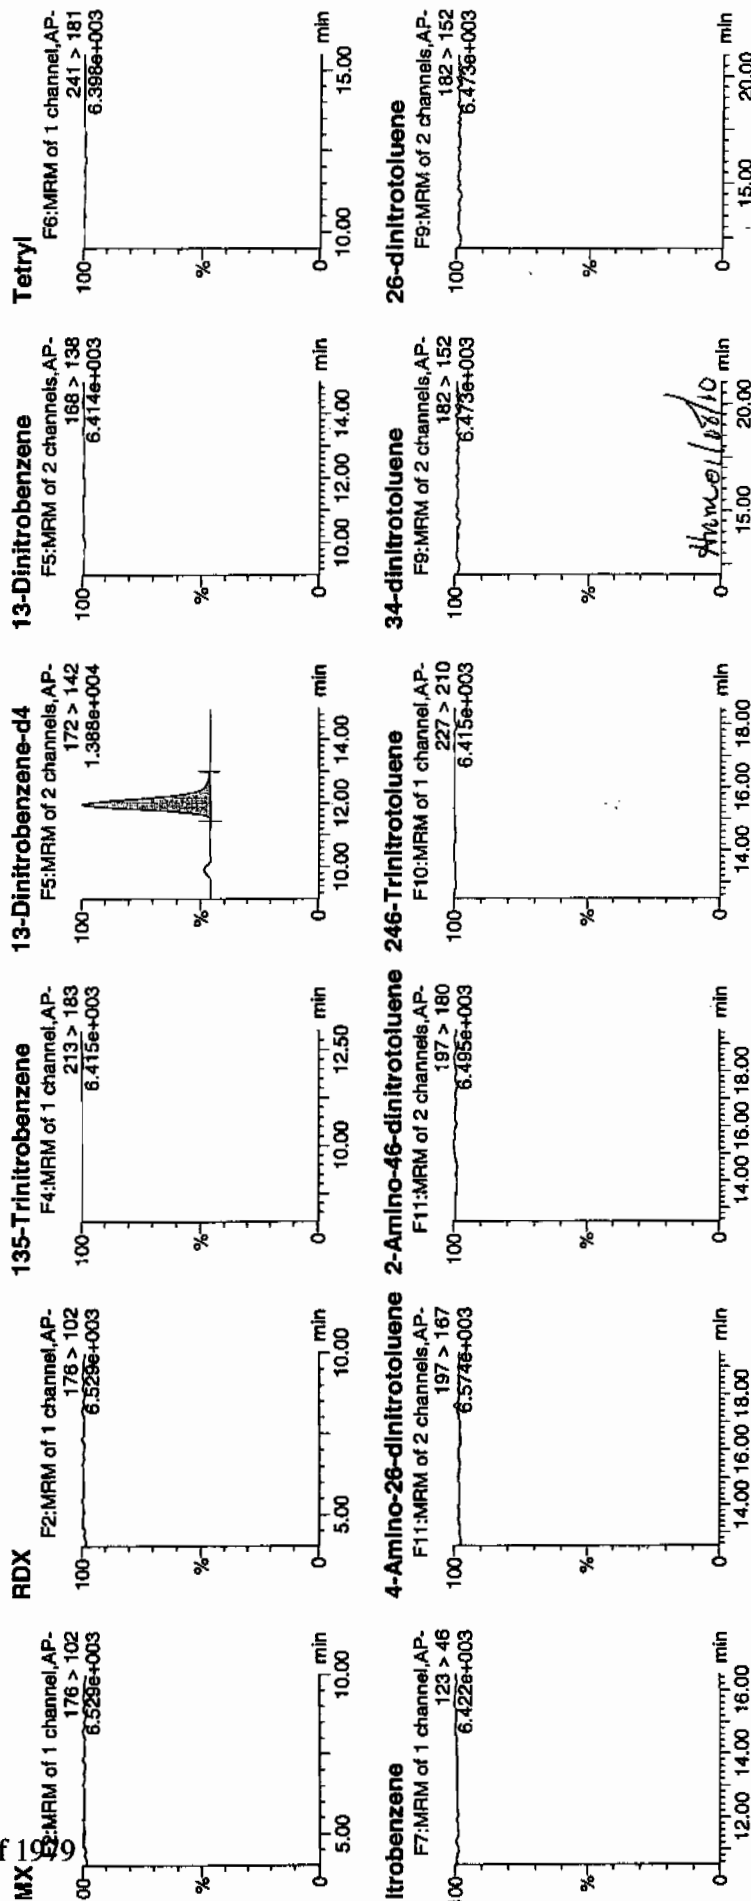 MX
F2:MRM of 1 channel,AP-
176 > 102
6.529e+003
00
%
0
5.00
10.00
min
RDX
F2:MRM of 1 channel,AP-
176 > 102
6.529e+003
100
%
0
5.00
10.00
min
135-Trinitrobenzene
F4:MRM of 1 channel,AP-
213 > 183
6.415e+003
100
%
0
10.00
12.50
min
13-Dinitrobenzene-d4
F5:MRM of 2 channels,AP-
172 > 142
1.388e+004
100
%
0
10.00 12.00 14.00
min
13-Dinitrobenzene
F5:MRM of 2 channels,AP-
168 > 138
6.414e+003
100
%
0
10.00 12.00 14.00
min
Tetryl
F6:MRM of 1 channel,AP-
241 > 181
6.398e+003
100
%
0
10.00
15.00
min
itrobenzene
F7:MRM of 1 channel,AP-
123 > 46
6.422e+003
00
%
0
12.00 14.00 16.00
min
4-Amino-26-dinitrotoluene
F11:MRM of 2 channels,AP-
197 > 167
6.574e+003
100
%
0
14.00 16.00 18.00
min
2-Amino-46-dinitrotoluene
F11:MRM of 2 channels,AP-
197 > 180
6.495e+003
100
%
0
14.00 16.00 18.00
min
246-Trinitrotoluene
F10:MRM of 1 channel,AP-
227 > 210
6.415e+003
100
%
0
14.00 16.00 18.00
min
34-dinitrotoluene
F9:MRM of 2 channels,AP-
182 > 152
6.473e+003
100
%
0
15.00
20.00
min
01/08/10
26-dinitrotoluene
F9:MRM of 2 channels,AP-
182 > 152
6.473e+003
100
%
0
15.00
20.00
min
f 1979